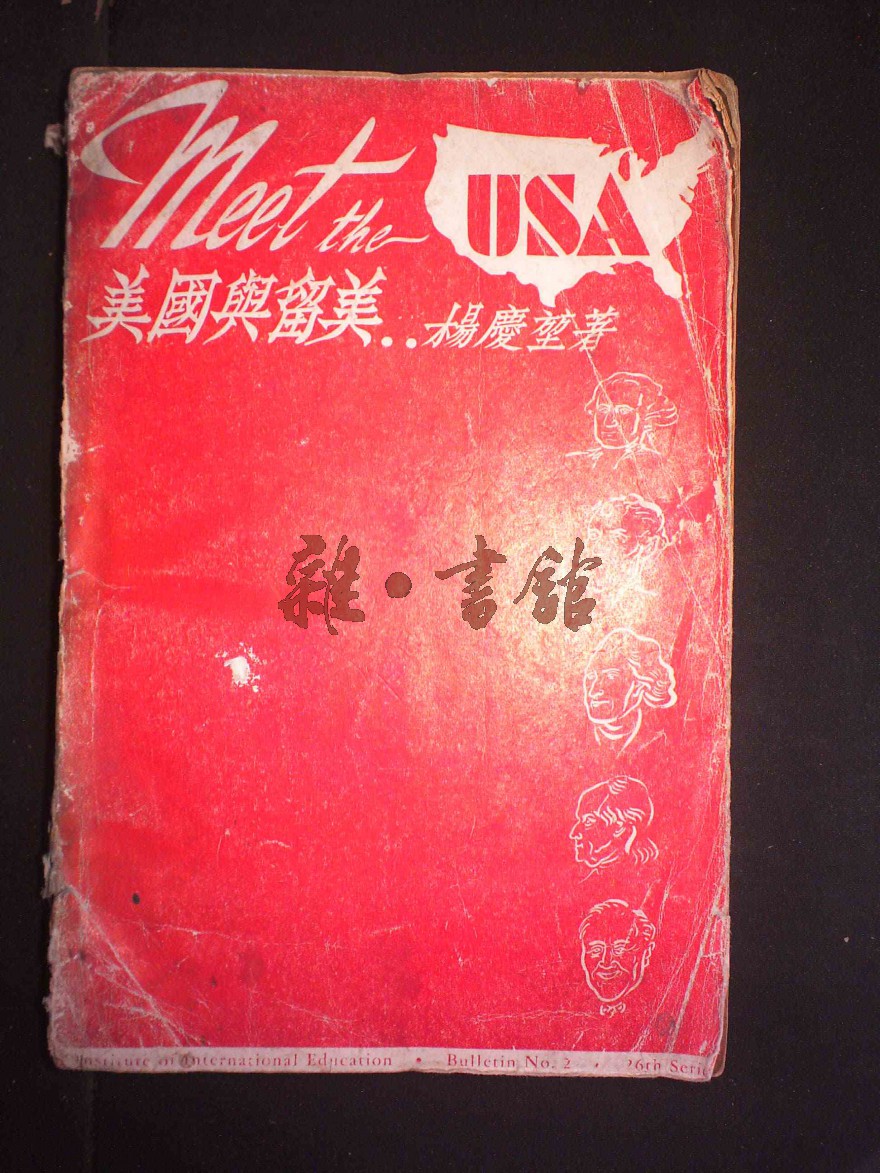 Meet the USA
美國與留美..楊慶堃著
雜·書館
Institute of International Education • Bulletin No. 2 • 26th Series